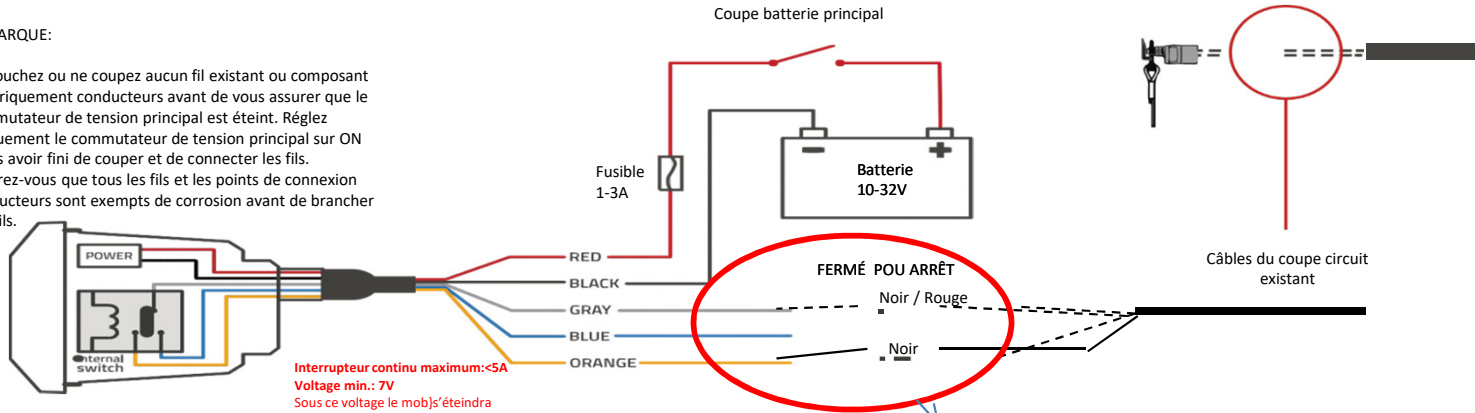 Coupe batterie principal
ARQUE:
ouchez ou ne coupez aucun fil existant ou composant
riquement conducteurs avant de vous assurer que le
mutateur de tension principal est éteint. Réglez
uement le commutateur de tension principal sur ON
s avoir fini de couper et de connecter les fils.
rez-vous que tous les fils et les points de connexion
ucteurs sont exempts de corrosion avant de brancher
ils.
Fusible
1-3A
Batterie
10-32V
POWER
RED
BLACK
GRAY
BLUE
ORANGE
FERMÉ POU ARRÊT
Noir / Rouge
Noir
Câbles du coupe circuit
existant
nternal
switch
Interrupteur continu maximum:<5A
Voltage min.: 7V
Sous ce voltage le mob}s’éteindra